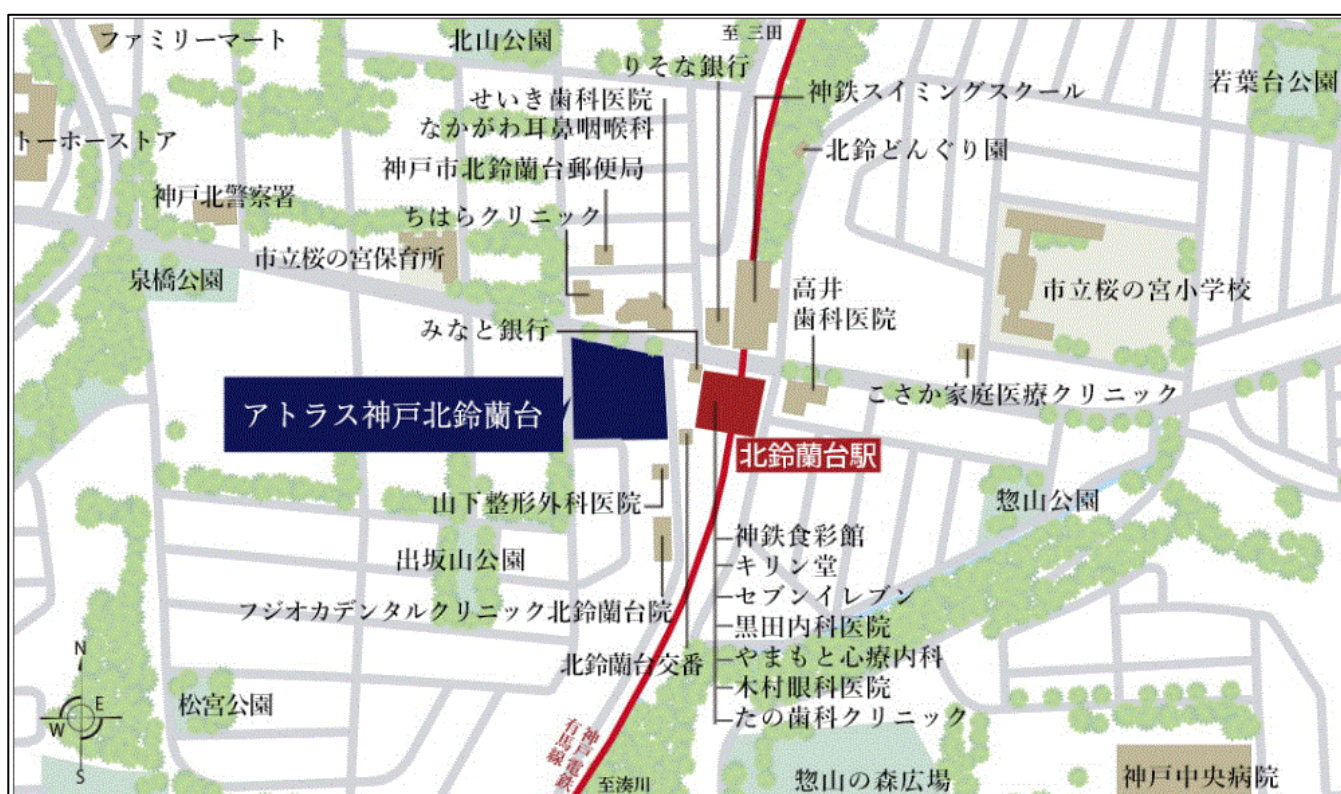 ファミリーマート
北山公園
至 三田
りそな銀行
若葉台公園
せいき歯科医院
なかがわ耳鼻咽喉科
神鉄スイミングスクール
トーホーストア
北鈴どんぐり園
神戸市北鈴蘭台郵便局
神戸北警察署
ちはらクリニック
市立桜の宮保育所
泉橋公園
高井
歯科医院
市立桜の宮小学校
みなと銀行
こさか家庭医療クリニック
アトラス神戸北鈴蘭台
北鈴蘭台駅
山下整形外科医院
惣山公園
出坂山公園
神鉄食彩館
キリン堂
セブンイレブン
フジオカデンタルクリニック北鈴蘭台院
黒田内科医院
北鈴蘭台交番
やまもと心療内科
木村眼科医院
たの歯科クリニック
N
E
W
S
松宮公園
神戸電鉄
有馬線
至湊川
惣山の森広場
神戸中央病院